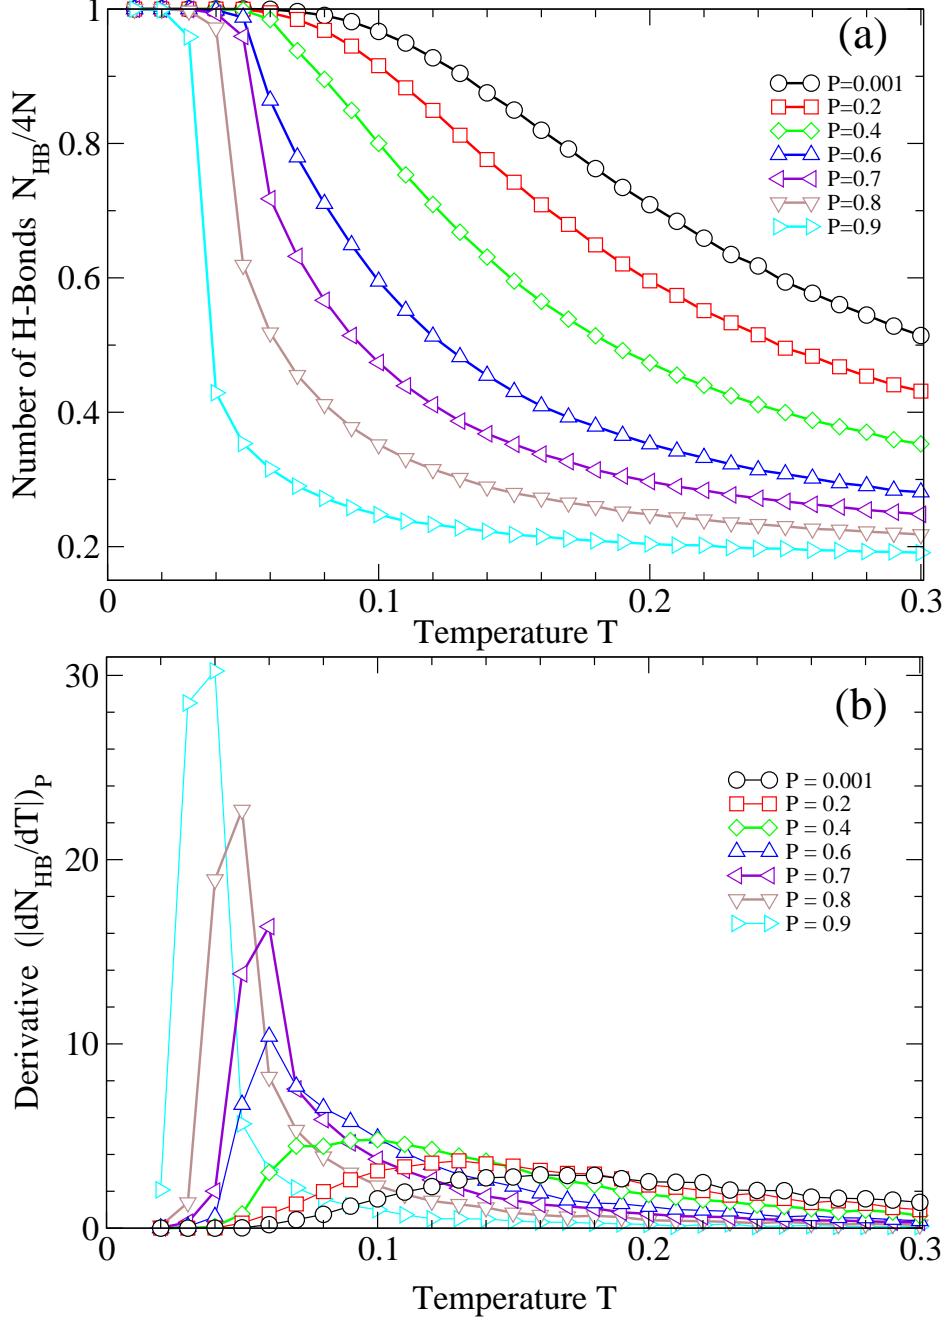 (a)
Number of H-Bonds N_HB/4N
1
0.8
0.6
0.4
0.2
P=0.001
P=0.2
P=0.4
P=0.6
P=0.7
P=0.8
P=0.9
0 0.1 0.2 0.3
Temperature T
(b)
Derivative (|dN_HB/dT|)_P
30
20
10
0
P = 0.001
P = 0.2
P = 0.4
P = 0.6
P = 0.7
P = 0.8
P = 0.9
0 0.1 0.2 0.3
Temperature T